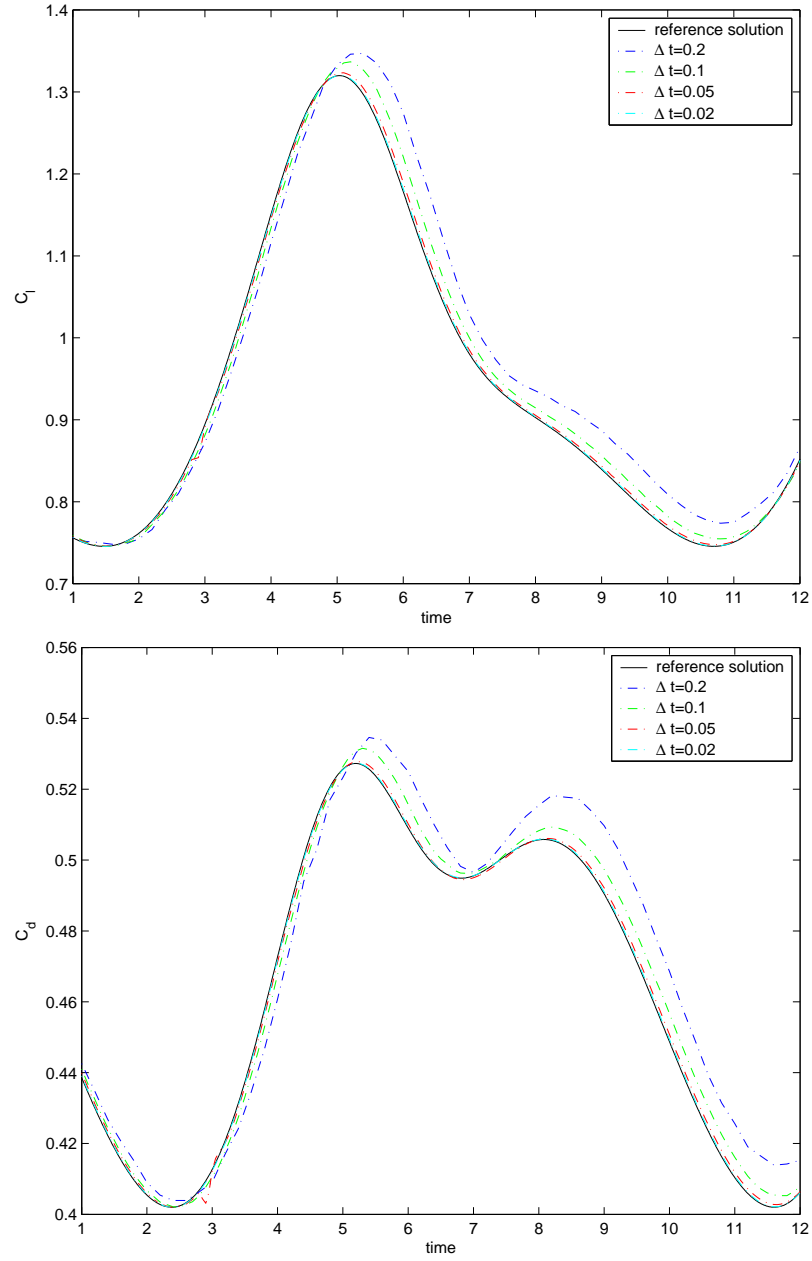 1.4
1.3
1.2
1.1
1
0.9
0.8
0.7
C_l
reference solution
Δ t=0.2
Δ t=0.1
Δ t=0.05
Δ t=0.02
1 2 3 4 5 6 7 8 9 10 11 12
time
0.56
0.54
0.52
0.5
0.48
0.46
0.44
0.42
0.4
C_d
reference solution
Δ t=0.2
Δ t=0.1
Δ t=0.05
Δ t=0.02
1 2 3 4 5 6 7 8 9 10 11 12
time